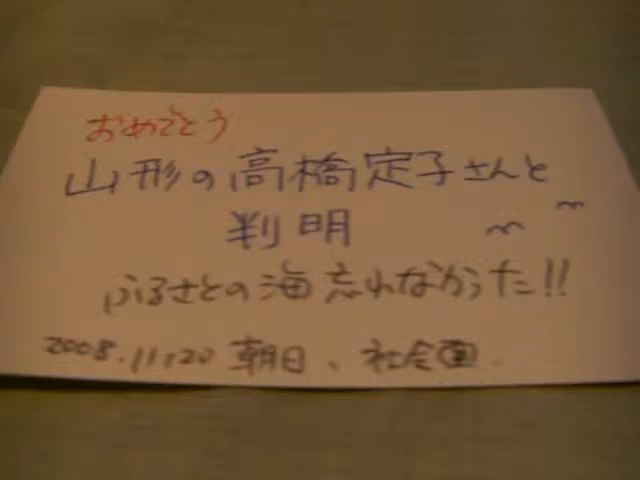 おめでとう
山形の高橋定子さんと
判明
ふるさとの海忘れなかった!!
2008.11.20 朝日、社会面.